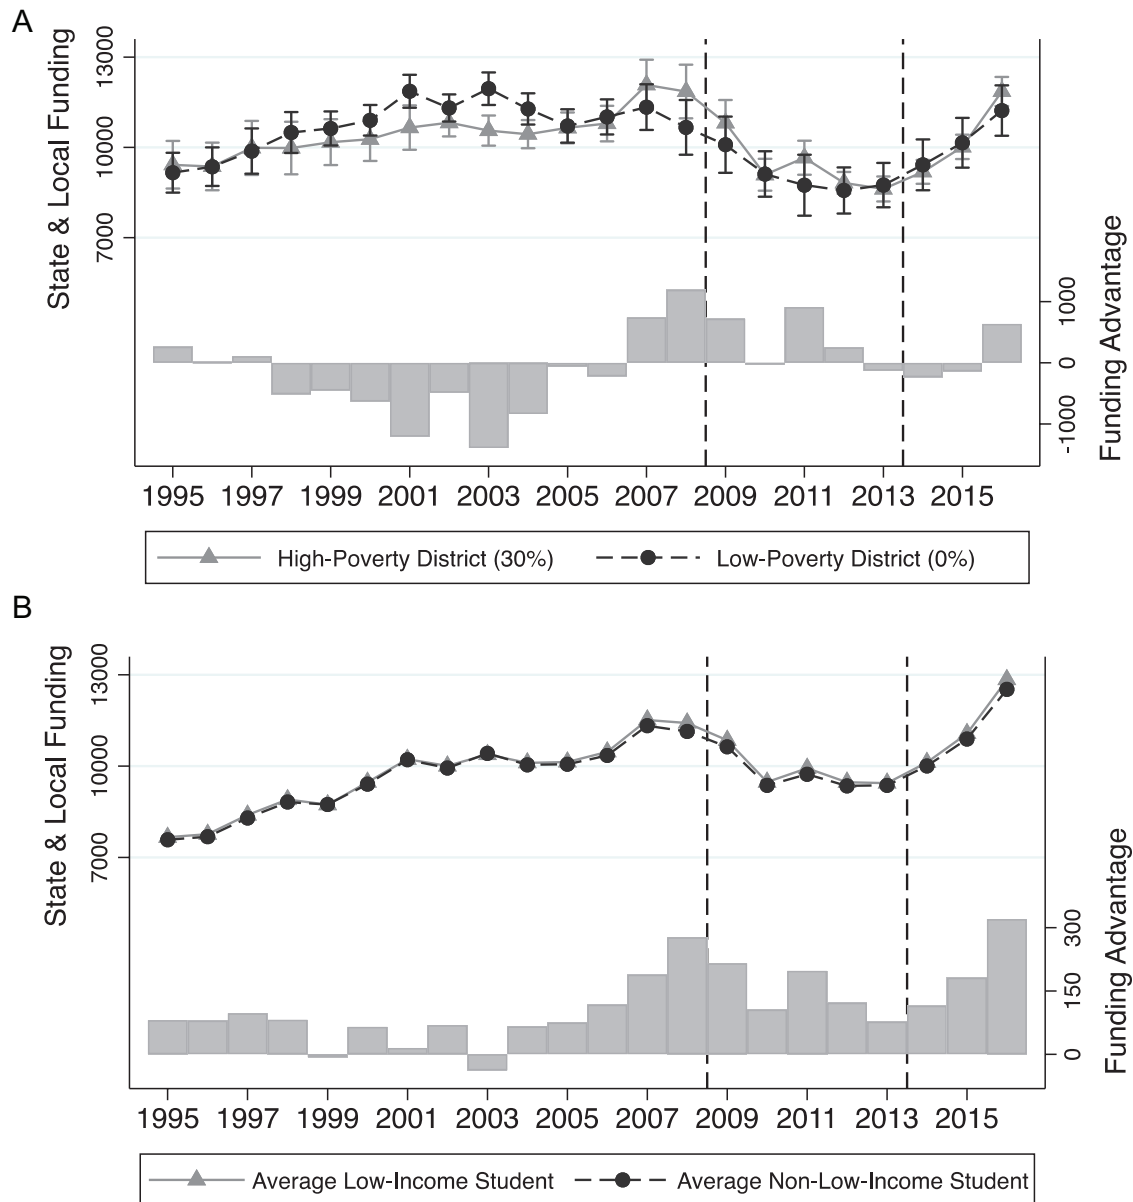 A
State & Local Funding
13000
10000
7000
Funding Advantage
1000
0
-1000
1995 1997 1999 2001 2003 2005 2007 2009 2011 2013 2015
High-Poverty District (30%) Low-Poverty District (0%)
B
State & Local Funding
13000
10000
7000
Funding Advantage
300
150
0
1995 1997 1999 2001 2003 2005 2007 2009 2011 2013 2015
Average Low-Income Student Average Non-Low-Income Student